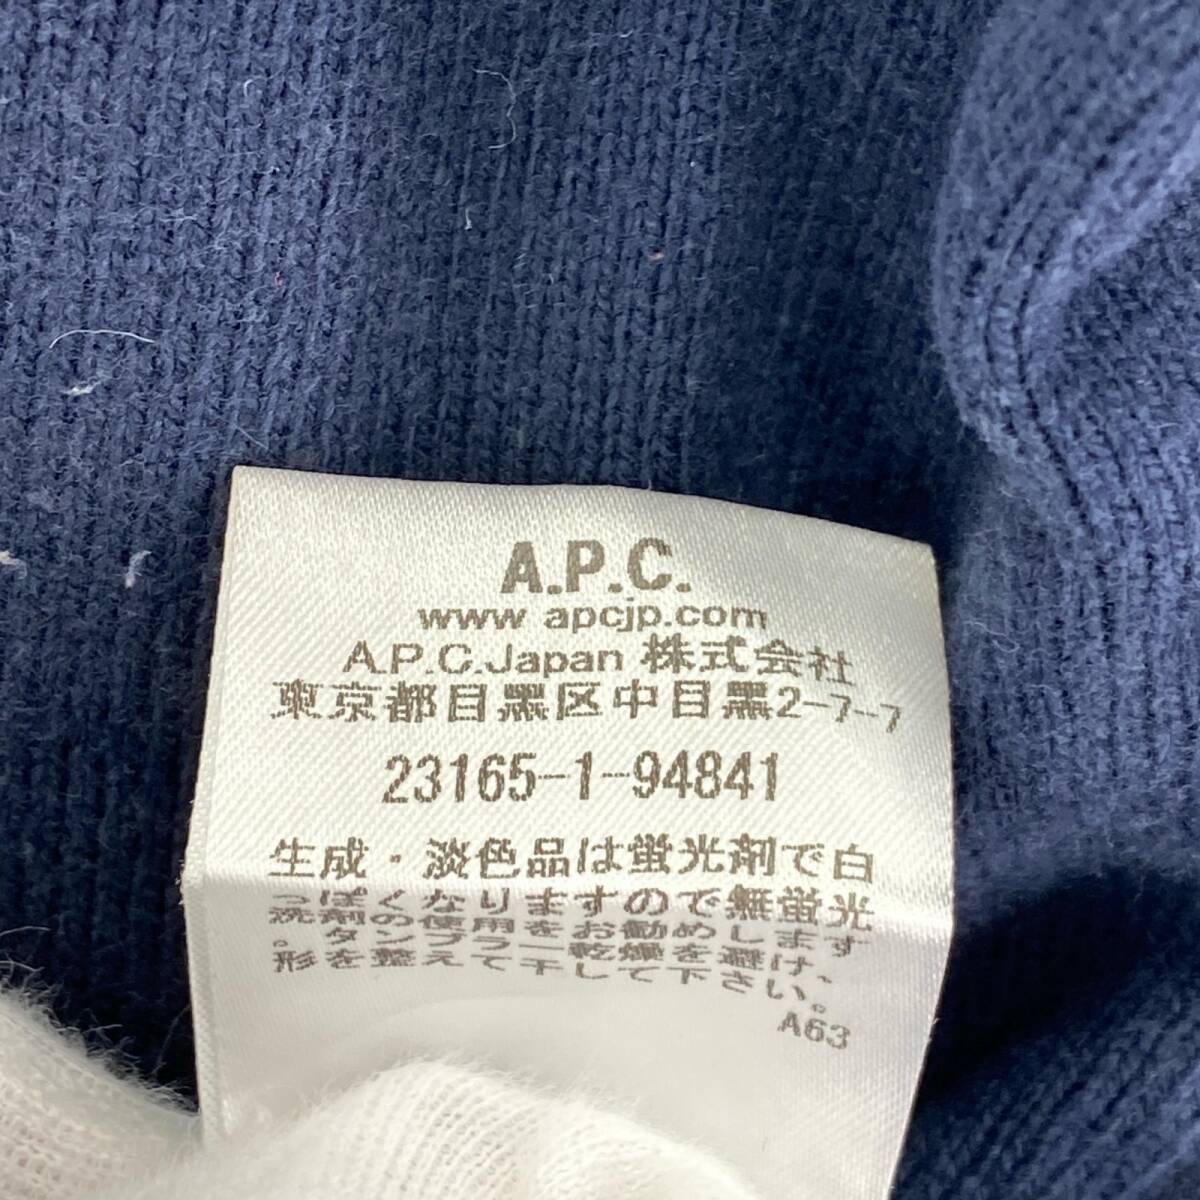 A.P.C.
www apcjp.com
A.P.C.Japan 株式会社
東京都目黒区中目黒2-7-7
23165-1-94841
生成・淡色品は蛍光剤で白
っぽくなりますので無蛍光
洗剤の使用をお勧めします
。タンブラー乾燥を避け、
形を整えて干して下さい。
A63